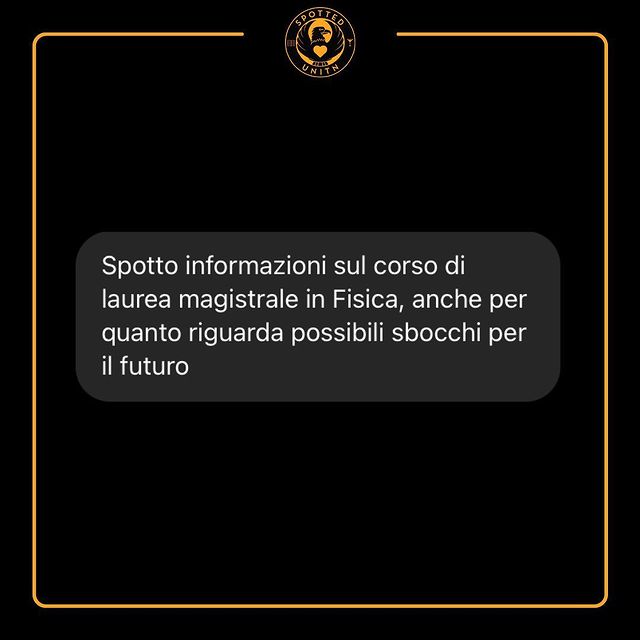 SPOTTED
UNITN
Spotto informazioni sul corso di
laurea magistrale in Fisica, anche per
quanto riguarda possibili sbocchi per
il futuro